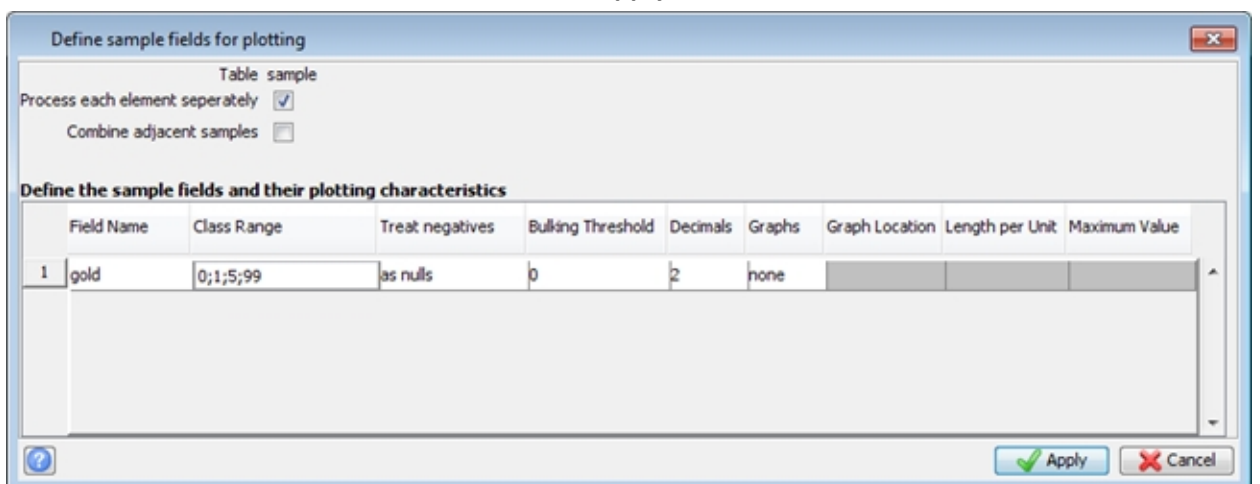 Define sample fields for plotting
Table sample
Process each element seperately
Combine adjacent samples
Define the sample fields and their plotting characteristics
Field Name Class Range Treat negatives Bulking Threshold Decimals Graphs Graph Location Length per Unit Maximum Value
1 gold 0;1;5;99 as nulls 0 2 none
Apply Cancel